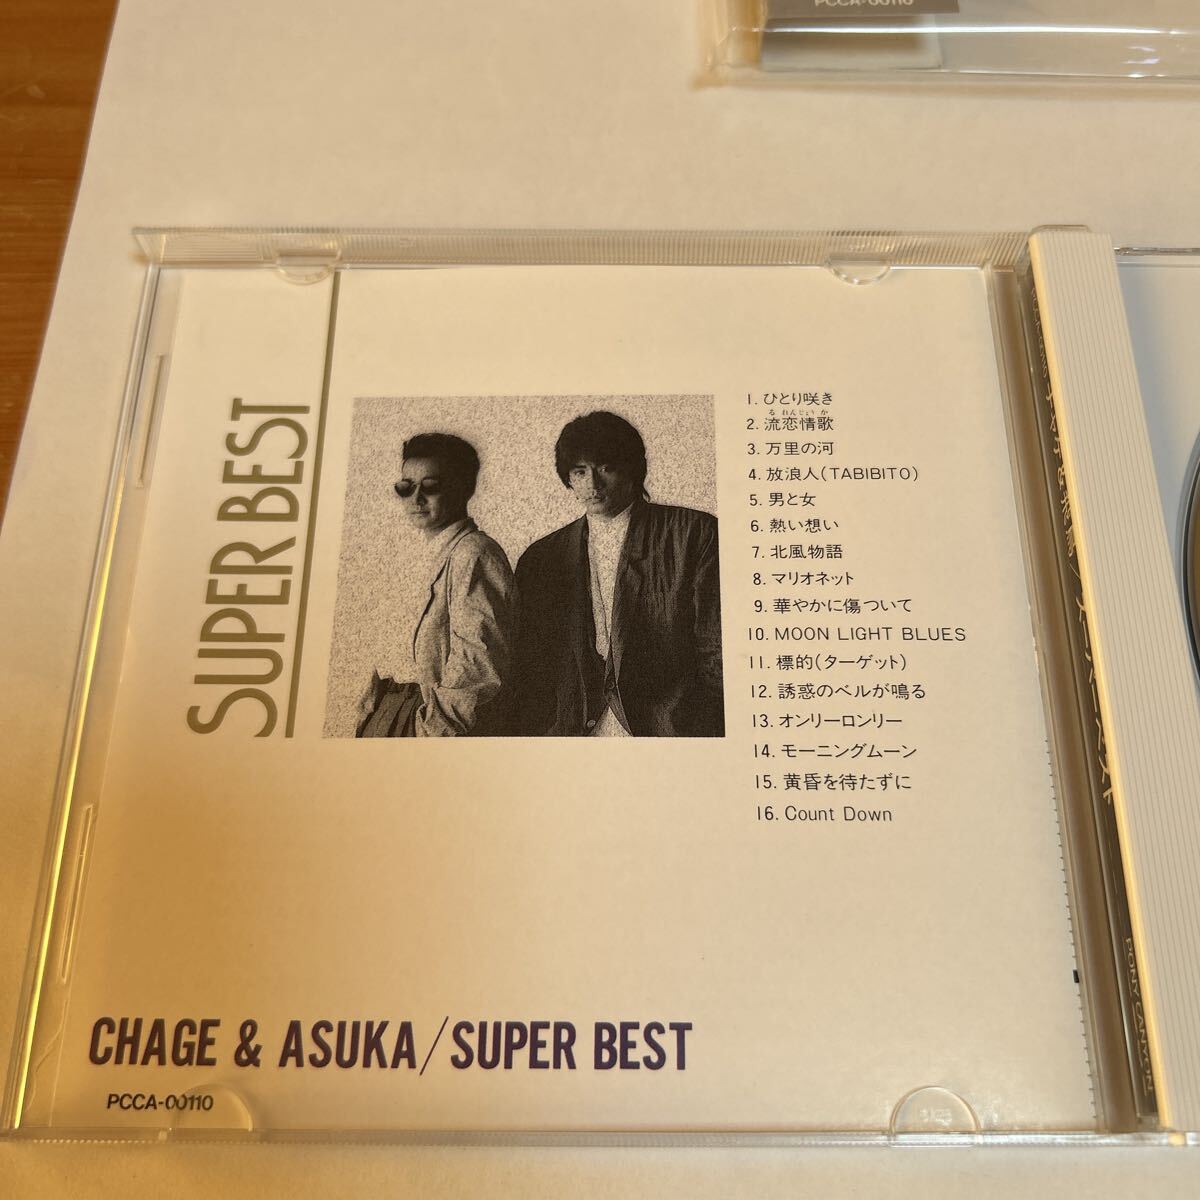 PCCA-00110
SUPER BEST
1. ひとり咲き
る れんじょう か
2. 流恋情歌
3. 万里の河
4. 放浪人(TABIBITO)
5. 男と女
6. 熱い想い
7. 北風物語
8. マリオネット
9. 華やかに傷ついて
10. MOON LIGHT BLUES
11. 標的(ターゲット)
12. 誘惑のベルが鳴る
13. オンリーロンリー
14. モーニングムーン
15. 黄昏を待たずに
16. Count Down
CHAGE & ASUKA/SUPER BEST
PCCA-00110
PONY CANYON